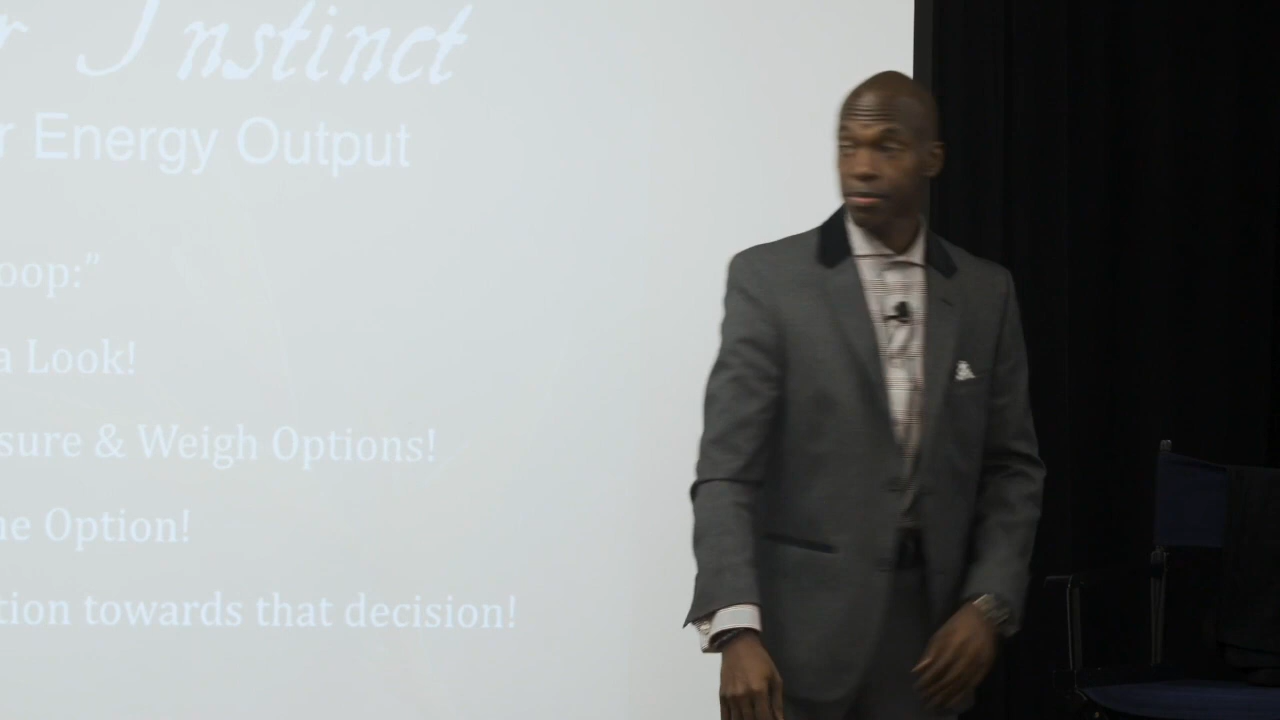 r Instinct
r Energy Output
oop:”
a Look!
sure & Weigh Options!
ne Option!
tion towards that decision!